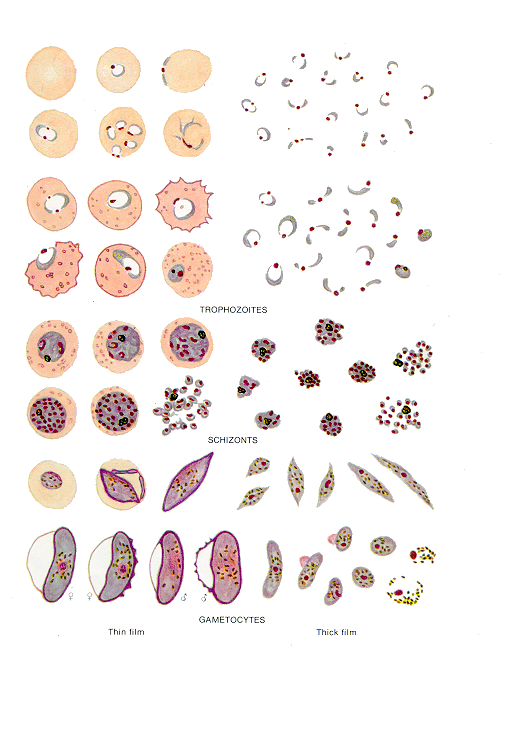 TROPHOZOITES
SCHIZONTS
♀ ♀ ♂ ♂
GAMETOCYTES
Thin film Thick film